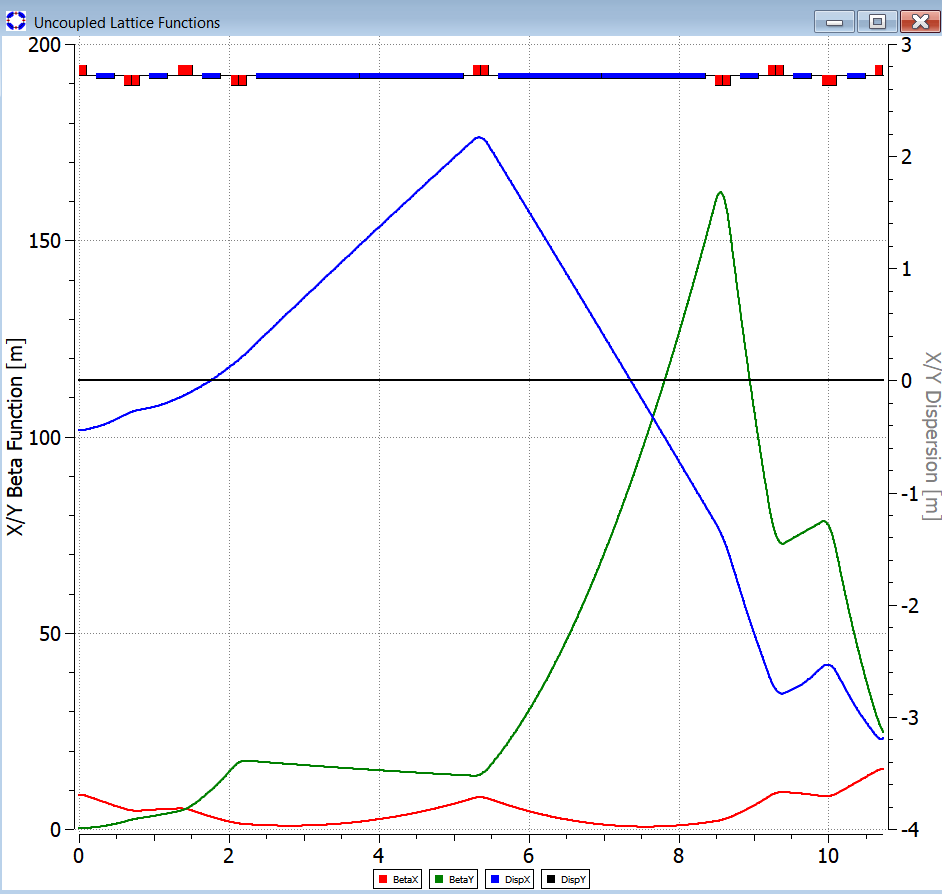 Uncoupled Lattice Functions
200
150
100
50
0
X/Y Beta Function [m]
3
2
1
0
-1
-2
-3
-4
X/Y Dispersion [m]
0 2 4 6 8 10
BetaX BetaY DispX DispY